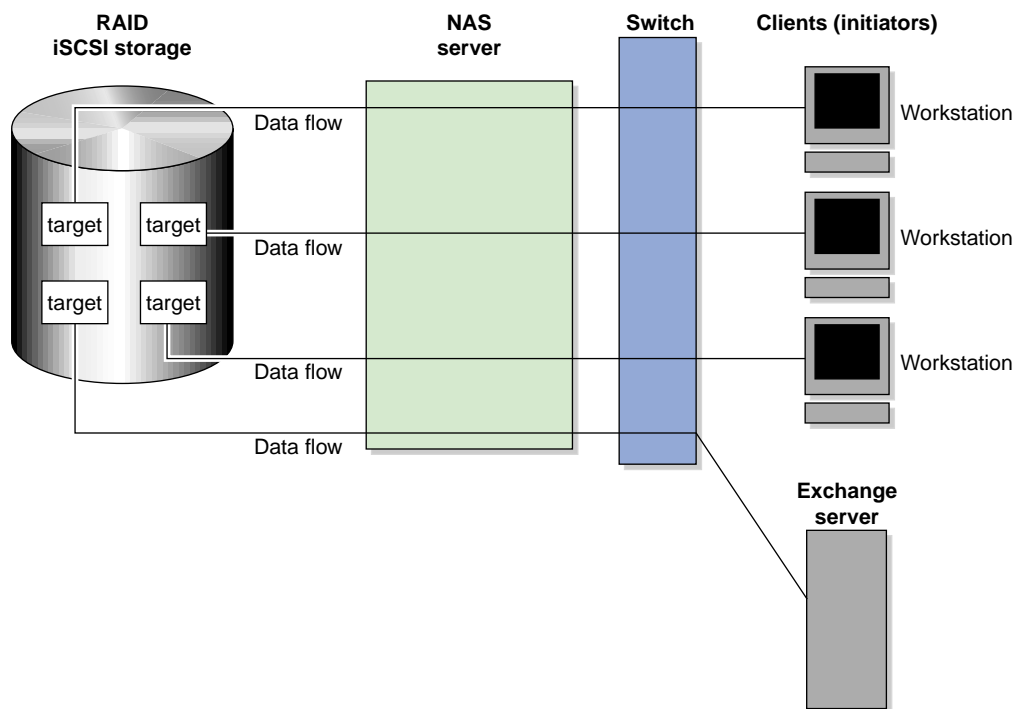 RAID
iSCSI storage
NAS
server
Switch
Clients (initiators)
Data flow
Workstation
target
target
Data flow
Workstation
target
target
Data flow
Workstation
Data flow
Exchange
server